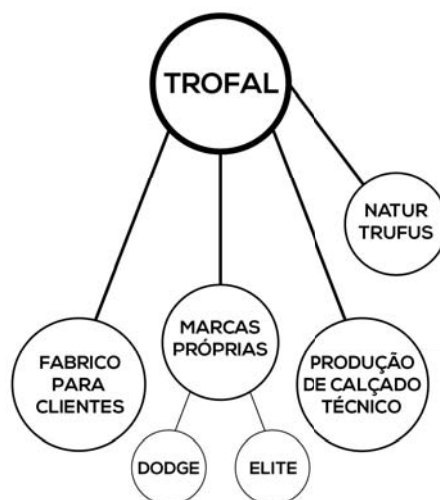 TROFAL
NATUR
TRUFUS
MARCAS
PRÓPRIAS
FABRICO
PARA
CLIENTES
PRODUÇÃO
DE CALÇADO
TÉCNICO
DODGE
ELITE